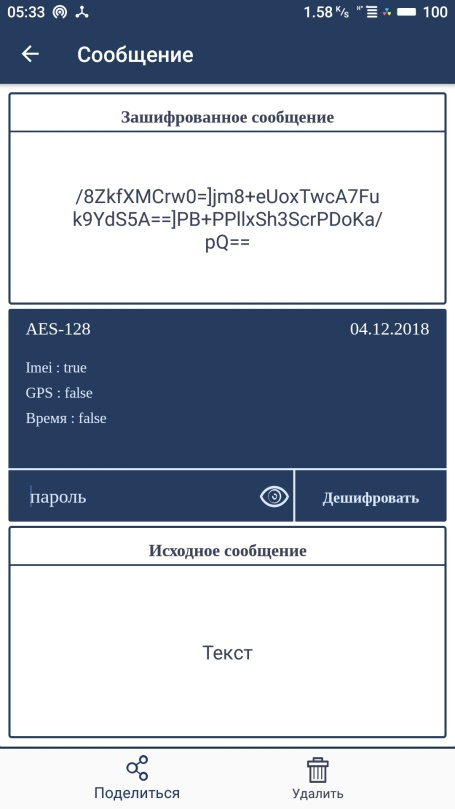 05:33 1.58 K/s H+ 100
Сообщение
Зашифрованное сообщение
/8ZkfXMCrw0=]jm8+eUoxTwcA7Fu
k9YdS5A==]PB+PPllxSh3ScrPDoKa/
pQ==
AES-128 04.12.2018
Imei : true
GPS : false
Время : false
пароль Дешифровать
Исходное сообщение
Текст
Поделиться Удалить